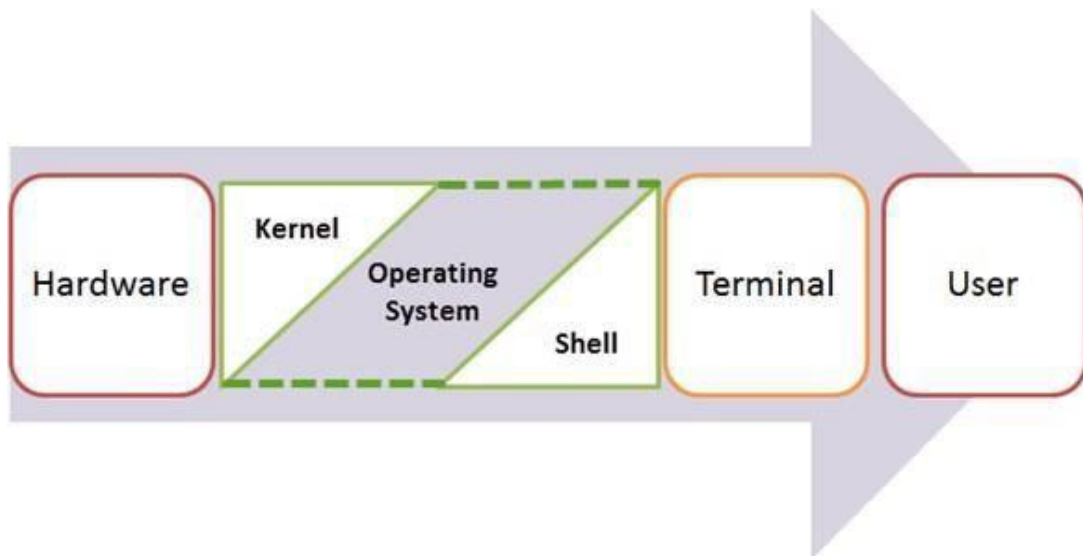 Hardware
Kernel
Operating
System
Shell
Terminal
User